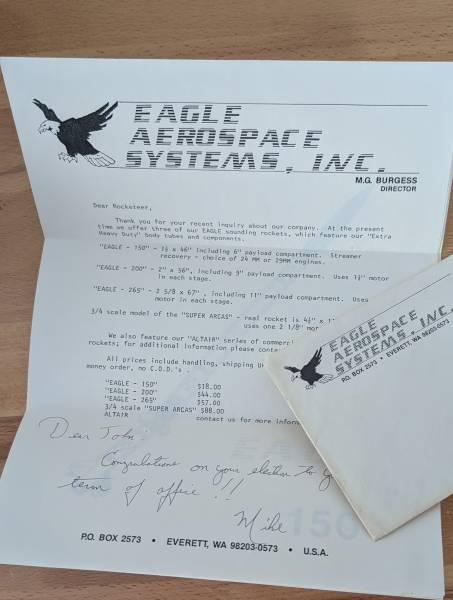 EAGLE
AEROSPACE
SYSTEMS, INC.
M.G. BURGESS
DIRECTOR
Dear Rocksteer,
Thank you for your recent inquiry about our company. At the present
time we offer three of our EAGLE sounding rockets, which feature our "Extra
Heavy Duty" body tubes and components.
"EAGLE - 150" - 1½ x 46" including 6" payload compartment. Streamer
recovery - choice of 24 MM or 29MM engines.
"EAGLE - 200" - 2" x 56", including 9" payload compartment. Uses 1½" motor
in each stage.
"EAGLE - 265" - 2 5/8 x 67", including 11" payload compartment. Uses
motor in each stage.
3/4 scale model of the "SUPER ARCAS" - real rocket is 4½" x
uses one 2 1/8"
We also feature our "ALTAIR" series of
rockets; for additional information please
All prices include handling, shipping
money order, no C.O.D.'s.
"EAGLE - 150" $18.00
"EAGLE - 200" $44.00
"EAGLE - 265" $57.00
3/4 scale "SUPER ARCAS" $88.00
ALTAIR contact us for more
Dear John:
Congratulations on your election to
term of office!!
Mike
150
P.O. BOX 2573 • EVERETT, WA 98203-0573 • U.S.A.
EAGLE
AEROSPACE
SYSTEMS, INC.
P.O. BOX 2573 • EVERETT, WA 98203-0573